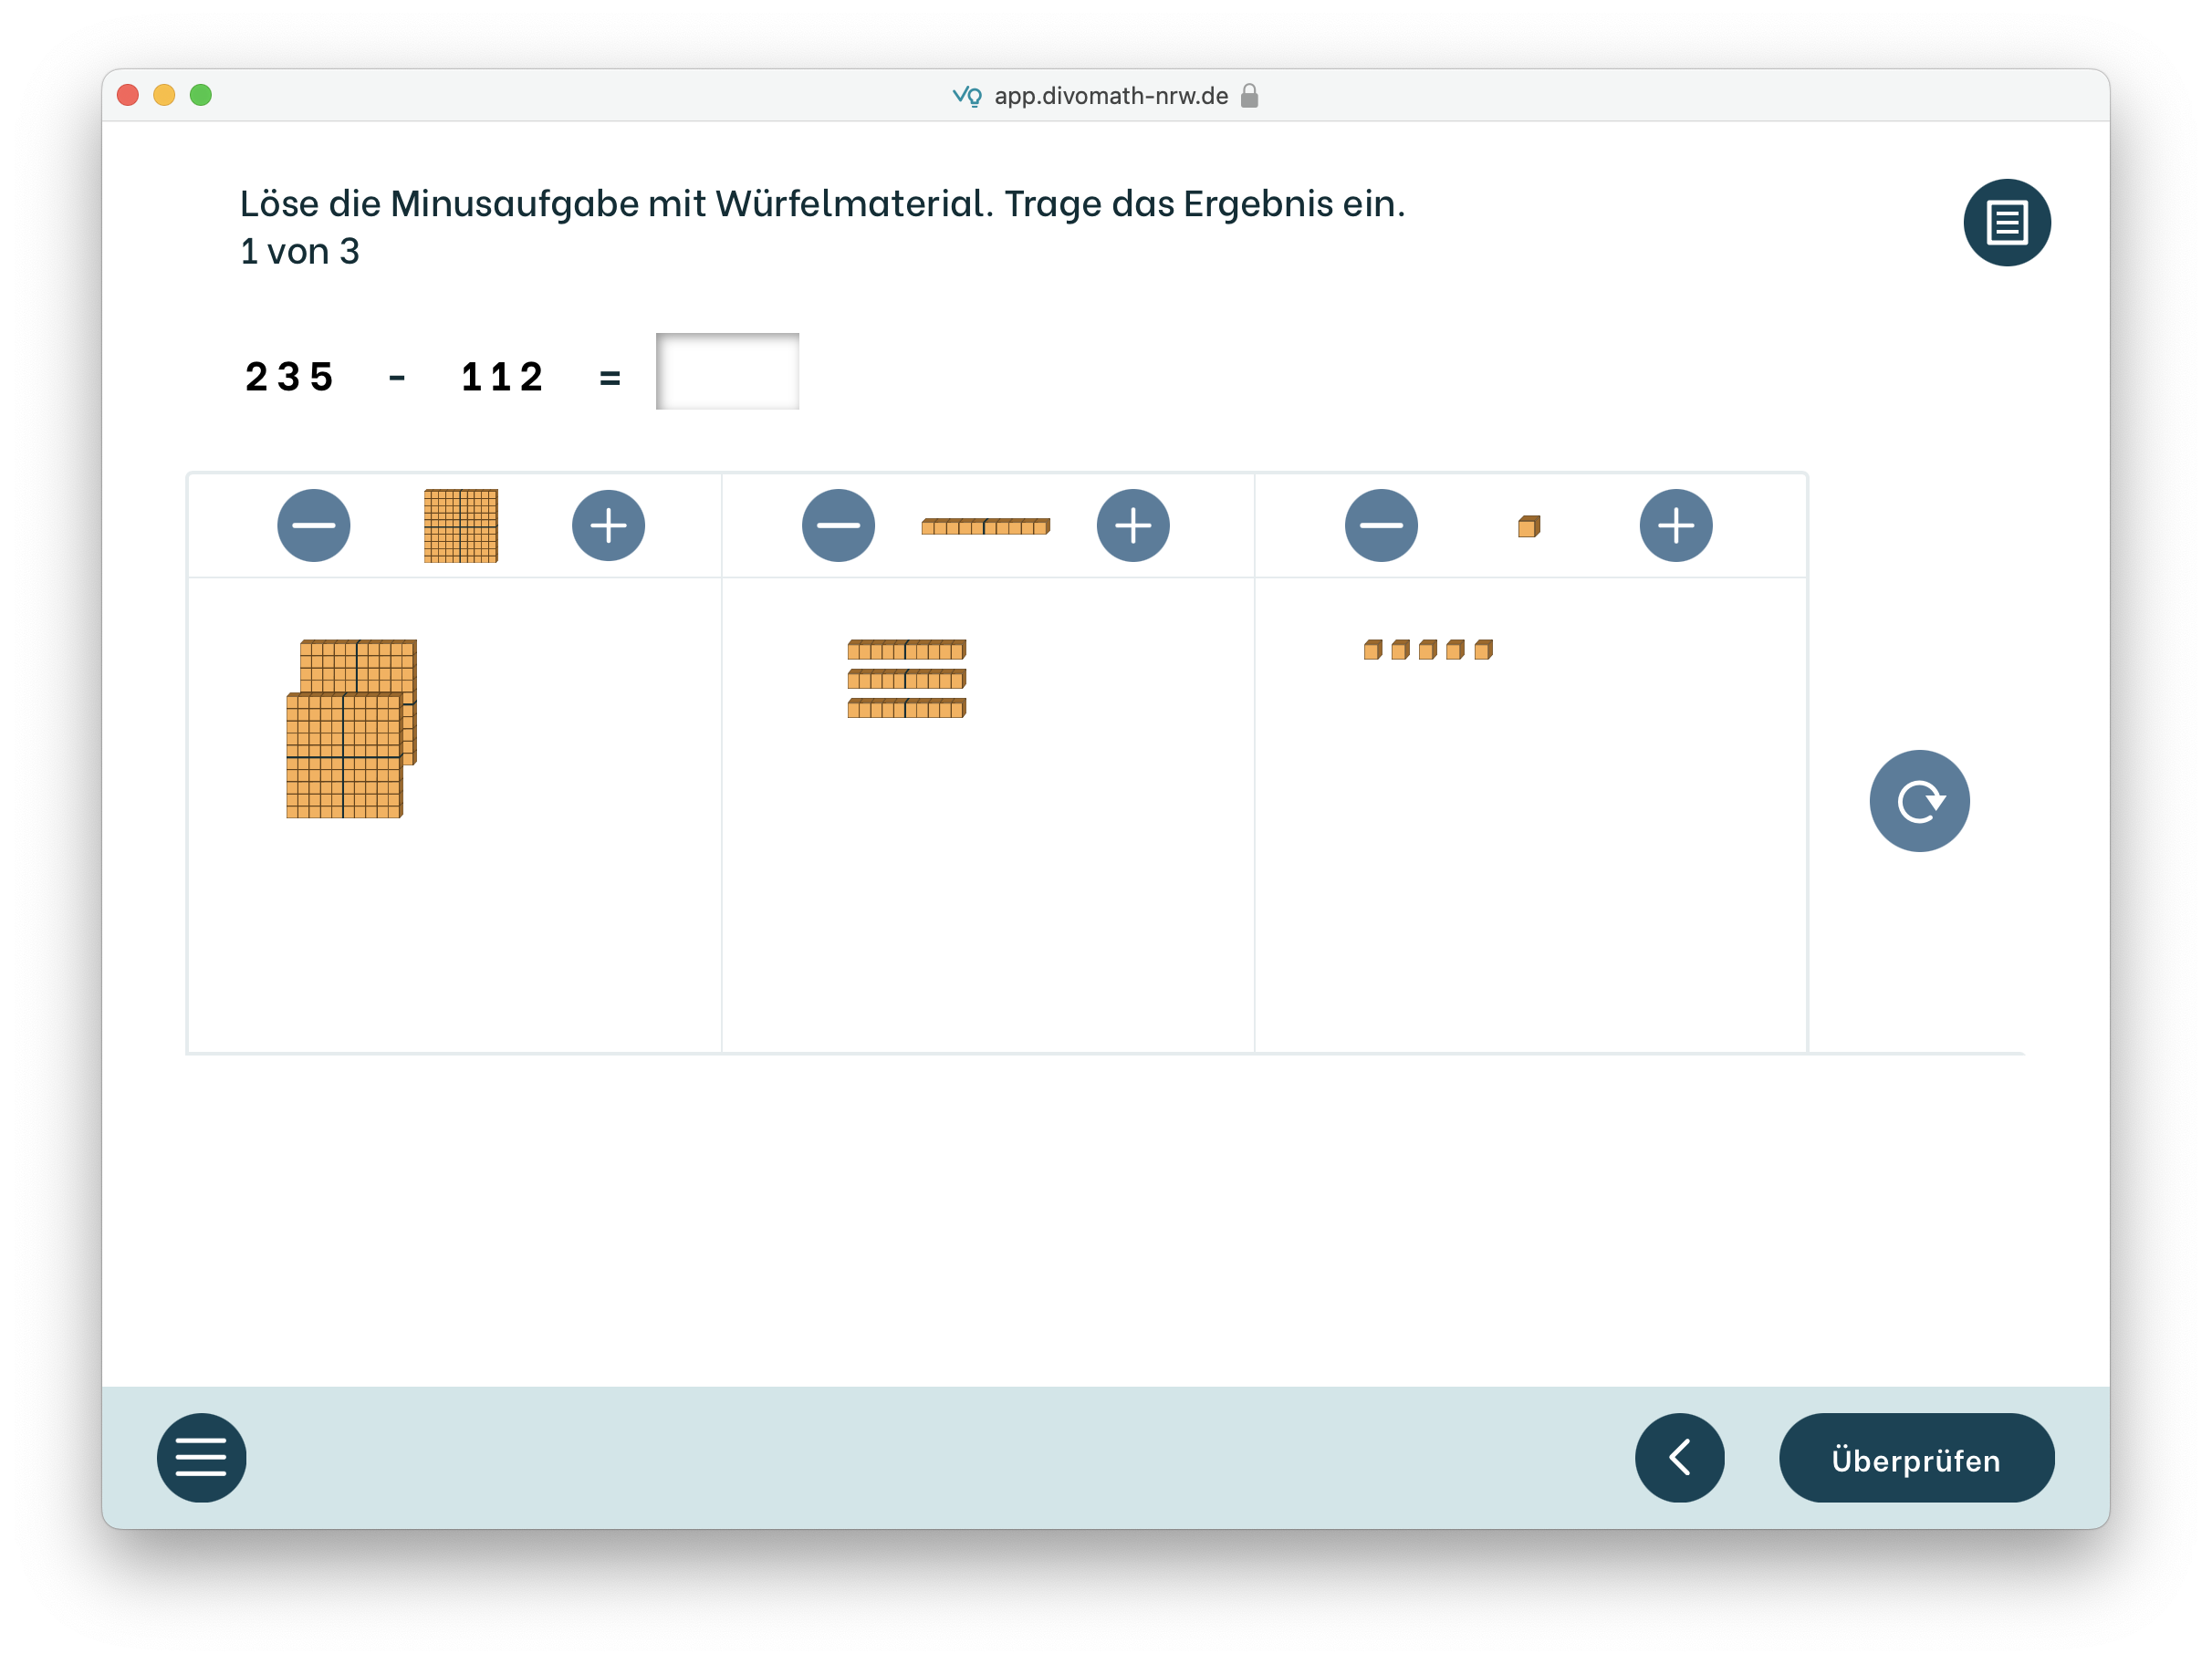 app.divomath-nrw.de
Löse die Minusaufgabe mit Würfelmaterial. Trage das Ergebnis ein.
1 von 3
235 - 112 =
Überprüfen